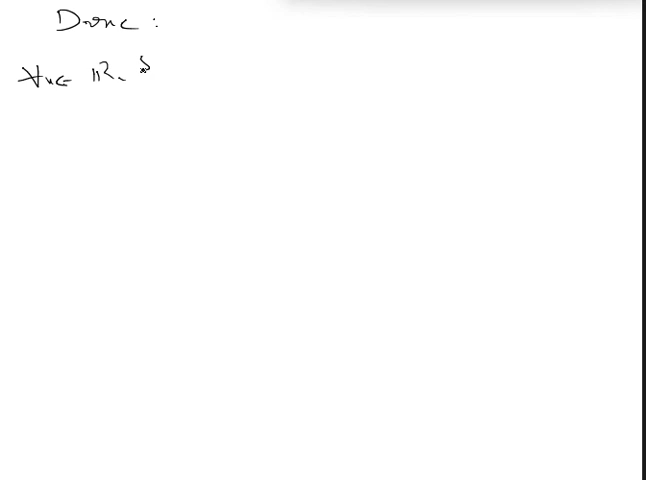 Donc :
∀x∈ ℝ,